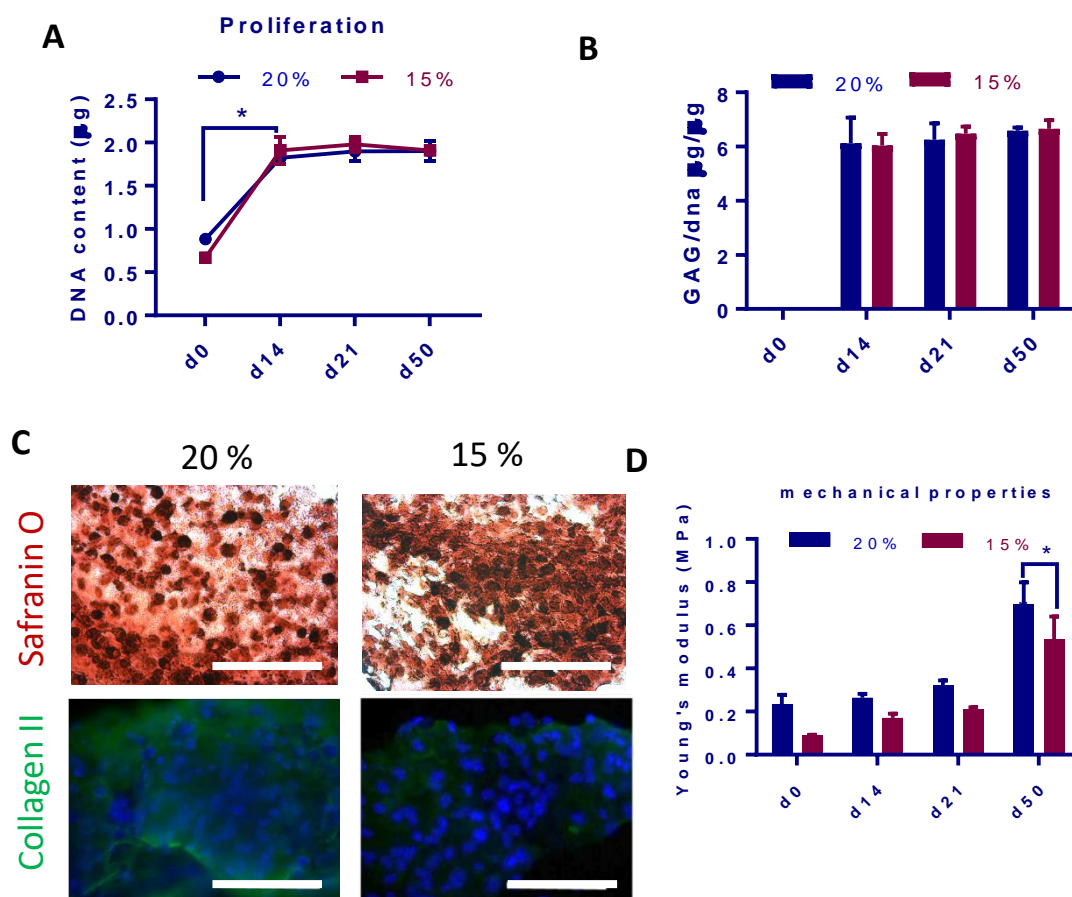 A
Proliferation
20%
15%
DNA content (µg)
2.5
2.0
1.5
1.0
0.5
0.0
*
d0
d14
d21
d50
B
20%
15%
GAG/dna µg/µg
8
6
4
2
0
d0
d14
d21
d50
C
20 %
15 %
Safranin O
Collagen II
D
mechanical properties
20%
15%
Young's modulus (MPa)
1.0
0.8
0.6
0.4
0.2
0.0
*
d0
d14
d21
d50